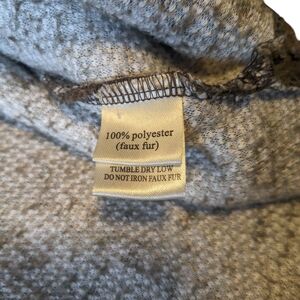 100% polyester
(faux fur)
TUMBLE DRY LOW
DO NOT IRON FAUX FUR